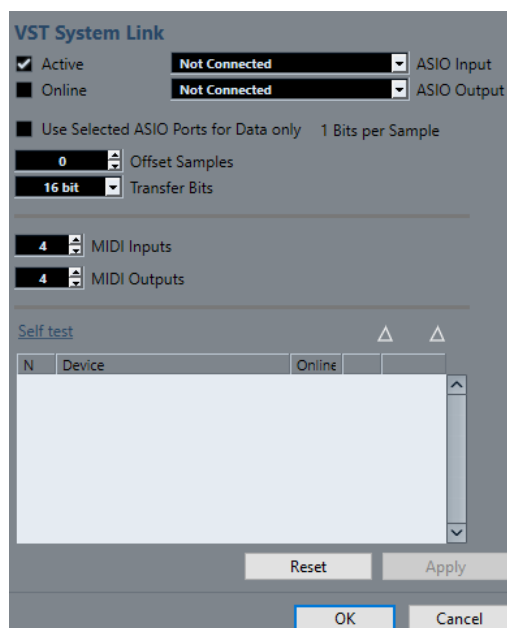 VST System Link
Active Not Connected ASIO Input
Online Not Connected ASIO Output
Use Selected ASIO Ports for Data only 1 Bits per Sample
0 Offset Samples
16 bit Transfer Bits
4 MIDI Inputs
4 MIDI Outputs
Self test
N Device Online
Reset Apply
OK Cancel